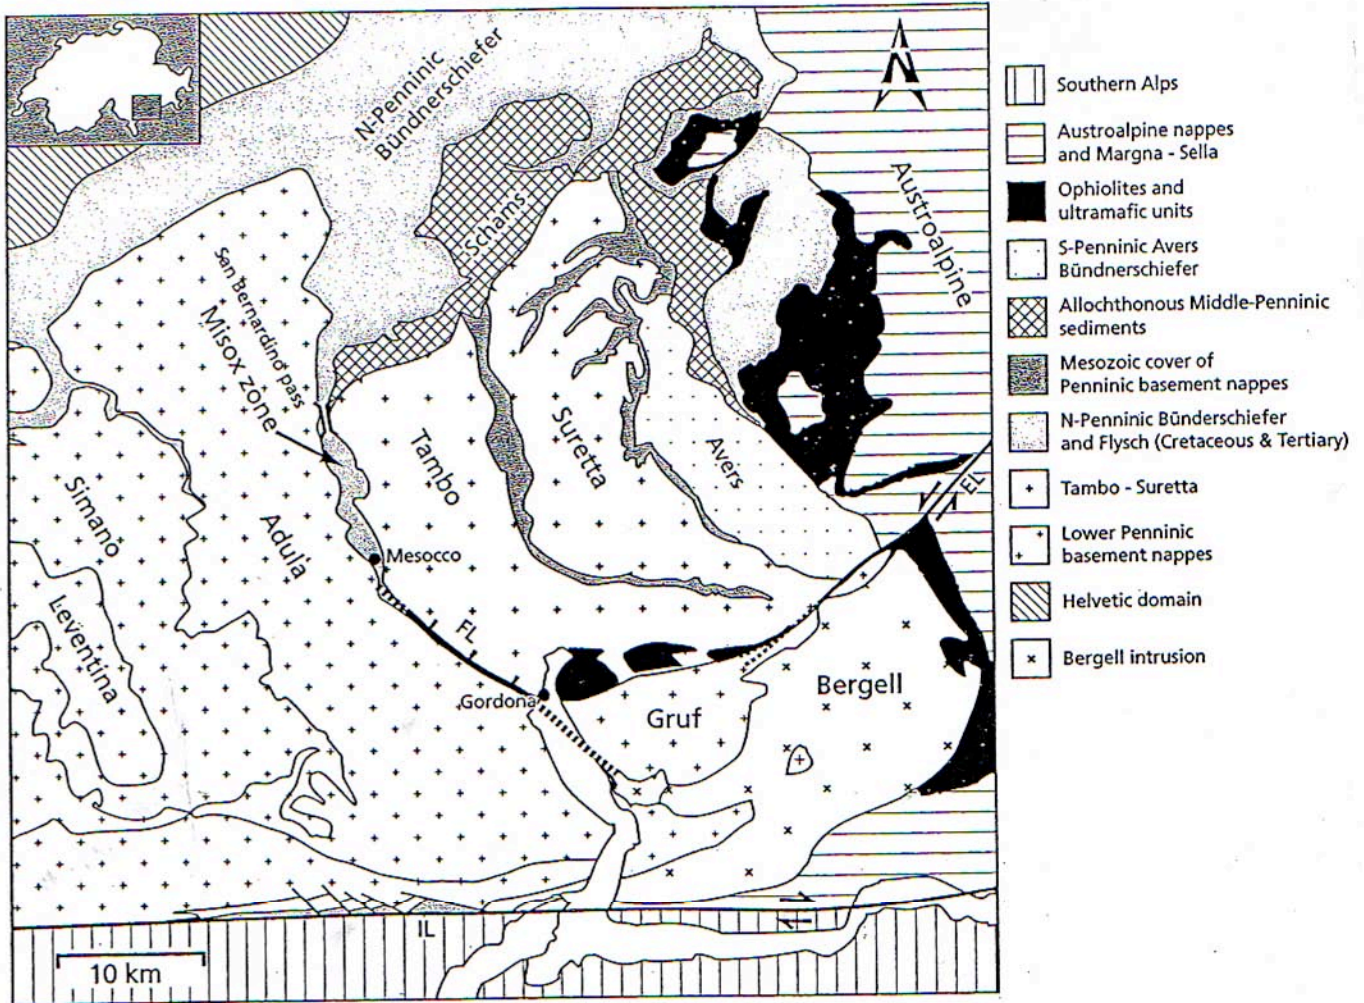 N
N-Penninic
Bündnerschiefer
Schams
Austroalpine
San Bernardino pass
Misox zone
Tambo
Suretta
Avers
Simano
Adula
Leventina
Mesocco
FL
EL
Gordona
Gruf
Bergell
IL
10 km
Southern Alps
Austroalpine nappes
and Margna - Sella
Ophiolites and
ultramafic units
S-Penninic Avers
Bündnerschiefer
Allochthonous Middle-Penninic
sediments
Mesozoic cover of
Penninic basement nappes
N-Penninic Bünderschiefer
and Flysch (Cretaceous & Tertiary)
Tambo - Suretta
Lower Penninic
basement nappes
Helvetic domain
Bergell intrusion